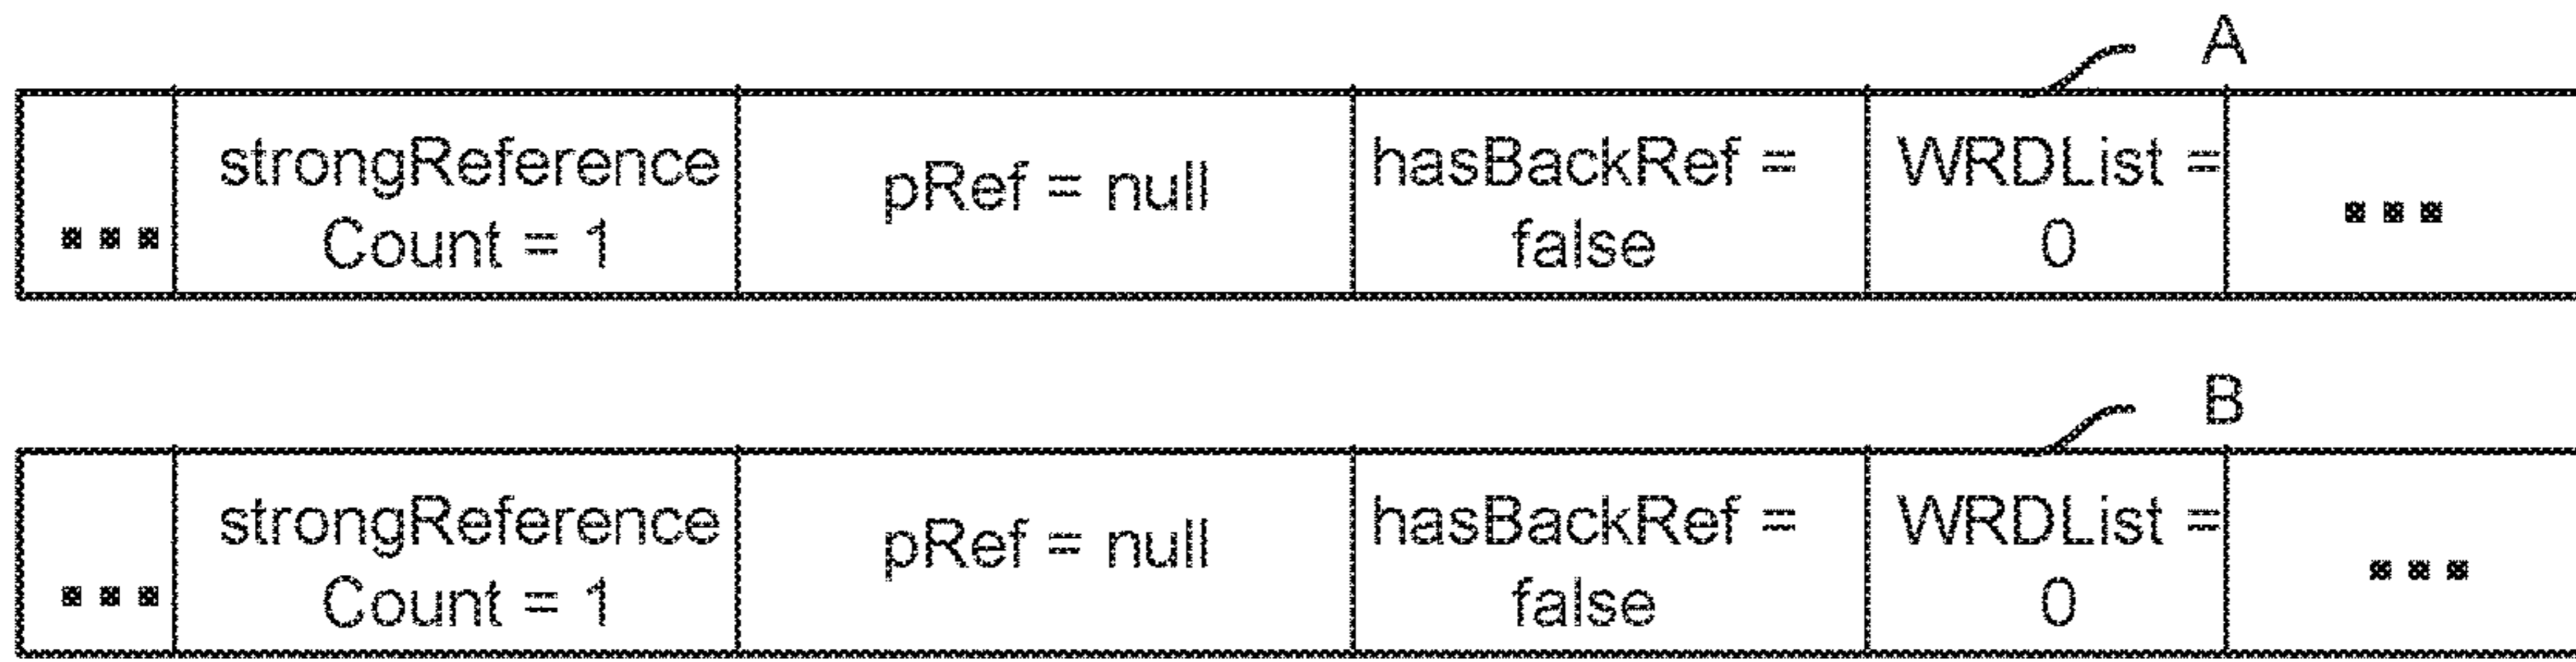 A
... strongReference pRef = null hasBackRef = WRDList = ...
Count = 1 false 0
B
... strongReference pRef = null hasBackRef = WRDList = ...
Count = 1 false 0